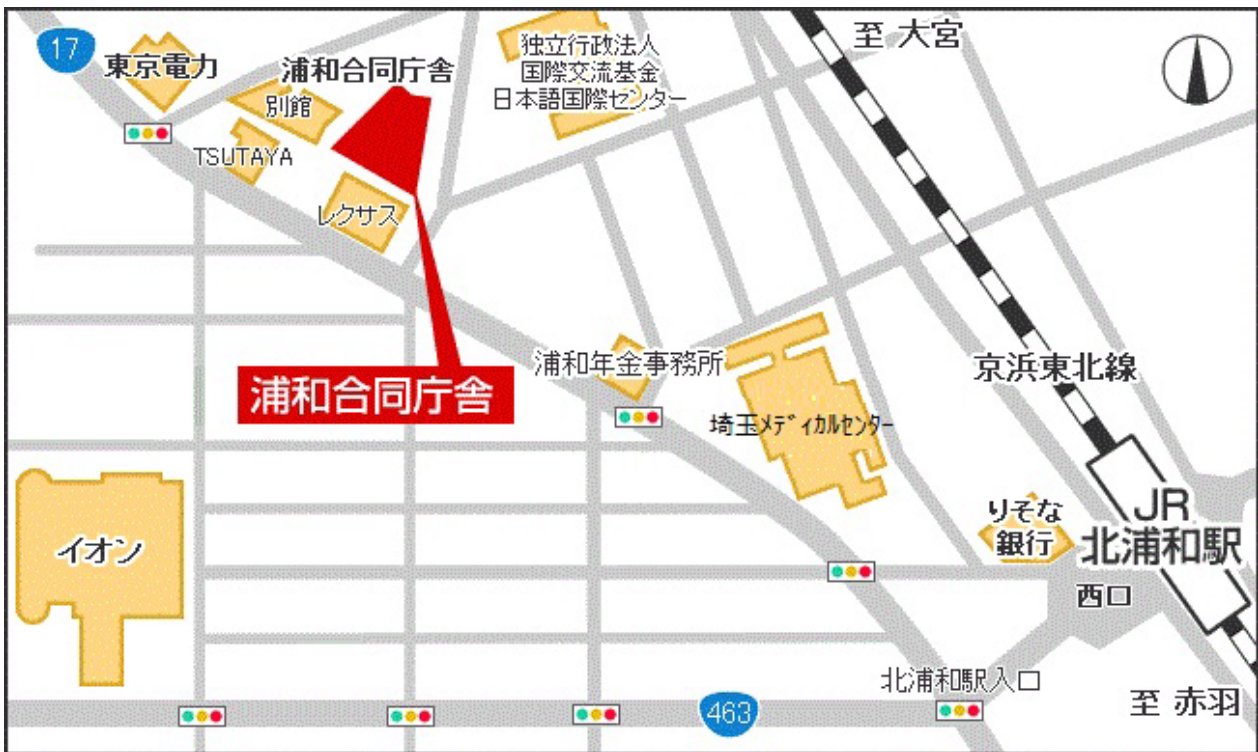 17
東京電力
浦和合同庁舎
別館
TSUTAYA
レクサス
独立行政法人
国際交流基金
日本語国際センター
至 大宮
浦和合同庁舎
浦和年金事務所
埼玉メディカルセンター
京浜東北線
イオン
りそな
銀行
JR
北浦和駅
西口
北浦和駅入口
463
至 赤羽